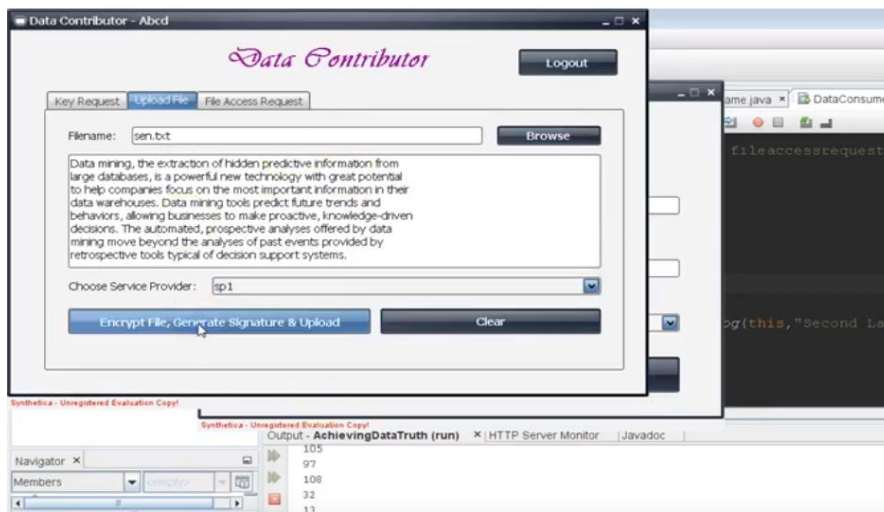 Data Contributor - Abcd
Data Contributor
Logout
Key Request
Upload File
File Access Request
Filename:
sen.txt
Browse
Data mining, the extraction of hidden predictive information from
large databases, is a powerful new technology with great potential
to help companies focus on the most important information in their
data warehouses. Data mining tools predict future trends and
behaviors, allowing businesses to make proactive, knowledge-driven
decisions. The automated, prospective analyses offered by data
mining move beyond the analyses of past events provided by
retrospective tools typical of decision support systems.
Choose Service Provider:
sp1
Encrypt File, Generate Signature & Upload
Clear
Synthetica - Unregistered Evaluation Copy!
Synthetica - Unregistered Evaluation Copy!
ame.java
DataConsume
fileaccessrequest
og(this,"Second La
Output - AchievingDataTruth (run)
HTTP Server Monitor
Javadoc
Navigator
Members
<empty>
105
97
108
32
13